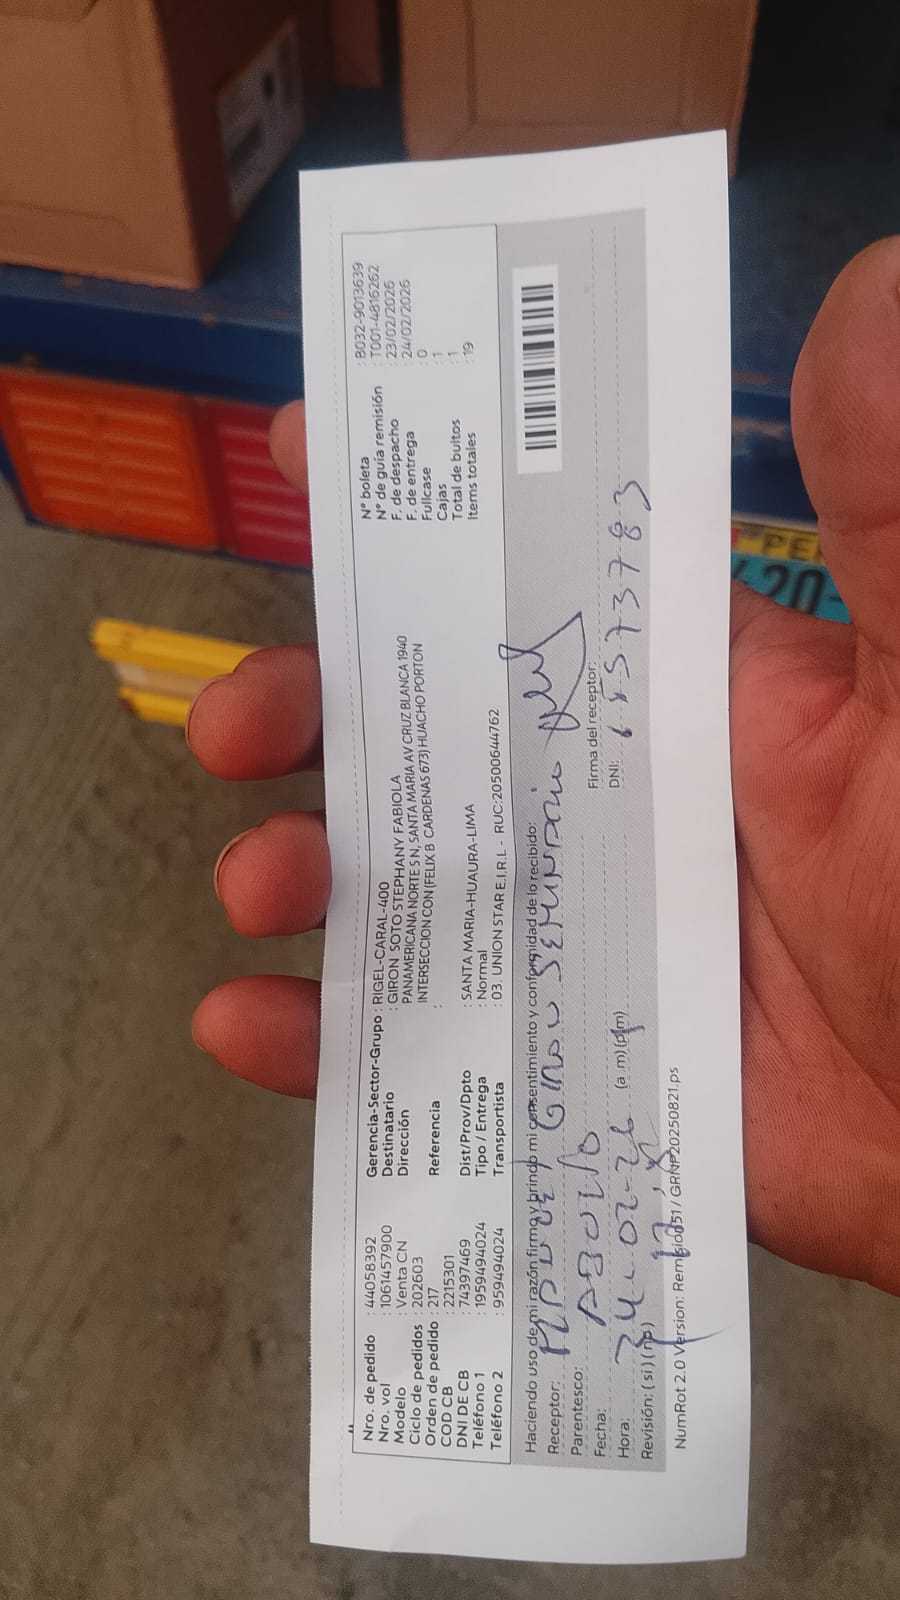 Nro. de pedido : 44058392
Nro. vol : 1061457900
Modelo : Venta CN
Ciclo de pedidos : 202603
Orden de pedido : 217
COD CB : 2215301
DNI DE CB : 74397469
Teléfono 1 : 1959494024
Teléfono 2 : 959494024
Gerencia-Sector-Grupo : RIGEL-CARAL-400
Destinatario : GIRON SOTO STEPHANY FABIOLA
Dirección : PANAMERICANA NORTE S N, SANTA MARIA AV CRUZ BLANCA 1940
INTERSECCION CON (FELIX B CARDENAS 673) HUACHO PORTON
Referencia :
Dist/Prov/Dpto : SANTA MARIA-HUAURA-LIMA
Tipo / Entrega : Normal
Transportista : 03. UNION STAR E.I.R.L - RUC:20500644762
N° boleta : B032-9013639
N° de guía remisión : T001-4816262
F. de despacho : 23/02/2026
F. de entrega : 24/02/2026
Fullcase : 0
Cajas : 1
Total de bultos : 1
Items totales : 19
Haciendo uso de mi razón firmo y brindo mi consentimiento y conformidad de lo recibido:
Receptor:
Parentesco:
Fecha: 24-02-26
Hora: (a .m) (p.m)
Revisión: ( si ) ( no )
Firma del receptor:
DNI: 15573783
NumRot 2.0 Version: Remisio051 / GRNP20250821.ps
PE
20-